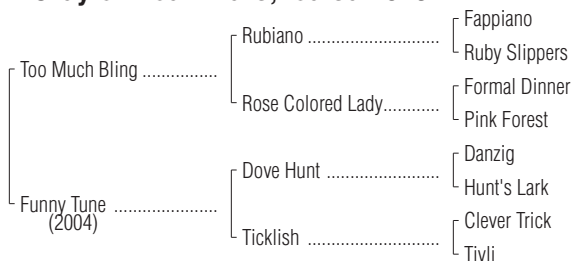 Fappiano
Rubiano
Ruby Slippers
Too Much Bling
Formal Dinner
Rose Colored Lady
Pink Forest
Danzig
Dove Hunt
Hunt's Lark
Funny Tune
(2004)
Clever Trick
Ticklish
Tivli